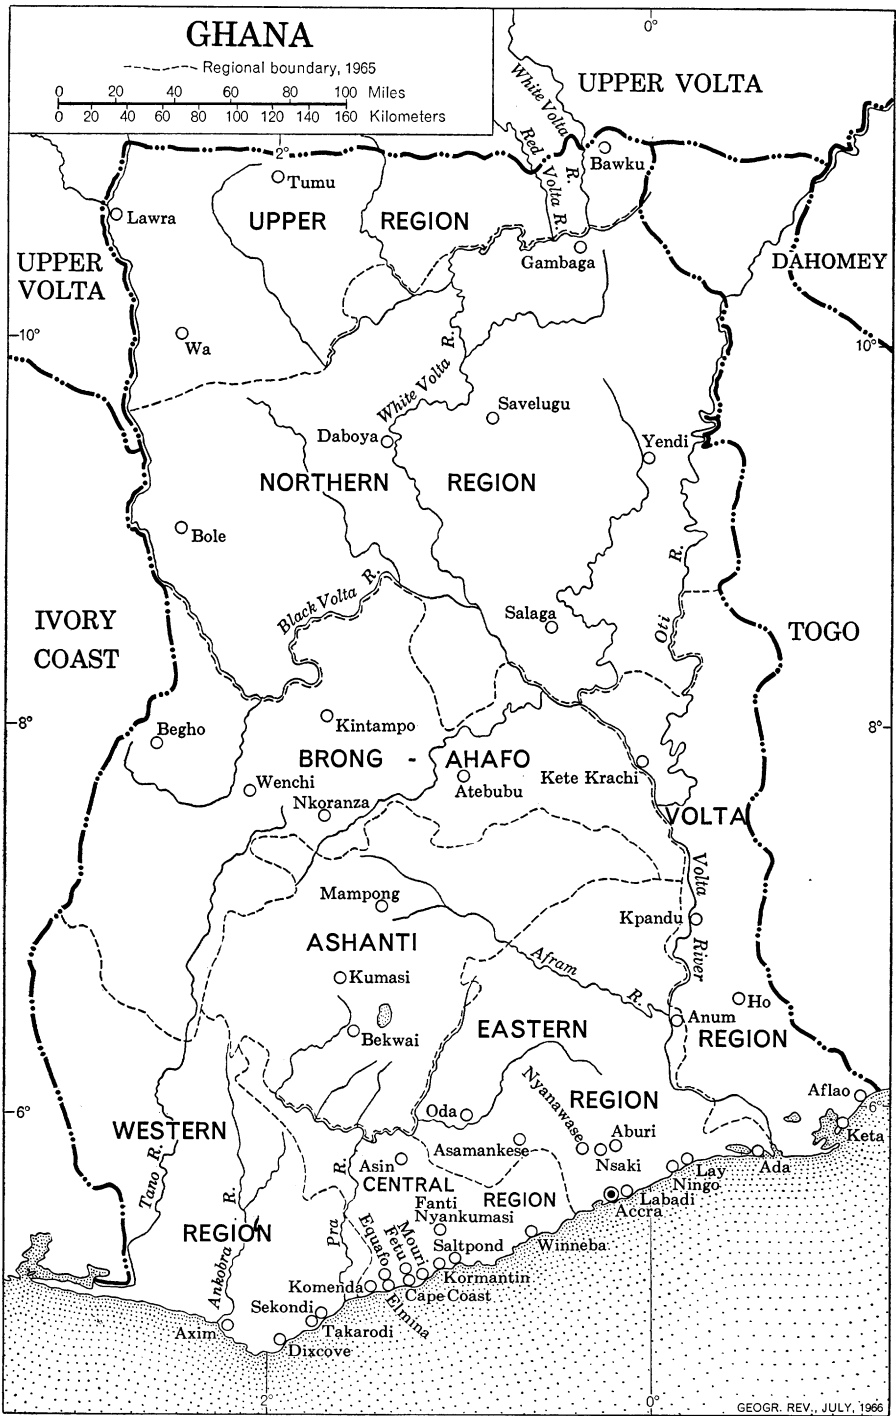 GHANA
Regional boundary, 1965
0 20 40 60 80 100 Miles
0 20 40 60 80 100 120 140 160 Kilometers
0°
UPPER VOLTA
White Volta R.
Red Volta R.
Bawku
2°
Tumu
Lawra
UPPER REGION
Gambaga
UPPER
VOLTA
DAHOMEY
10°
10°
Wa
White Volta R.
Savelugu
Daboya
Yendi
NORTHERN REGION
Bole
Oti R.
Black Volta R.
Salaga
IVORY
COAST
TOGO
8°
8°
Begho
Kintampo
BRONG - AHAFO
Wenchi
Atebubu
Kete Krachi
Nkoranza
VOLTA
Volta River
Mampong
Kpandu
ASHANTI
Afram R.
Kumasi
Ho
Anum
Bekwai
EASTERN
REGION
Nyanawase
REGION
Aflao
6°
6°
Oda
Keta
WESTERN
Aburi
Asamankese
Nsaki
Tano R.
Asin
Lay
Ada
CENTRAL
Ningo
REGION
Labadi
Accra
Fanti
Nyankumasi
REGION
Ankobra R.
Pra R.
Equafo
Fetu
Mouri
Saltpond
Winneba
Kormantin
Komenda
Cape Coast
Elmina
Sekondi
Takarodi
Axim
Dixcove
2°
0°
GEOGR. REV., JULY, 1966